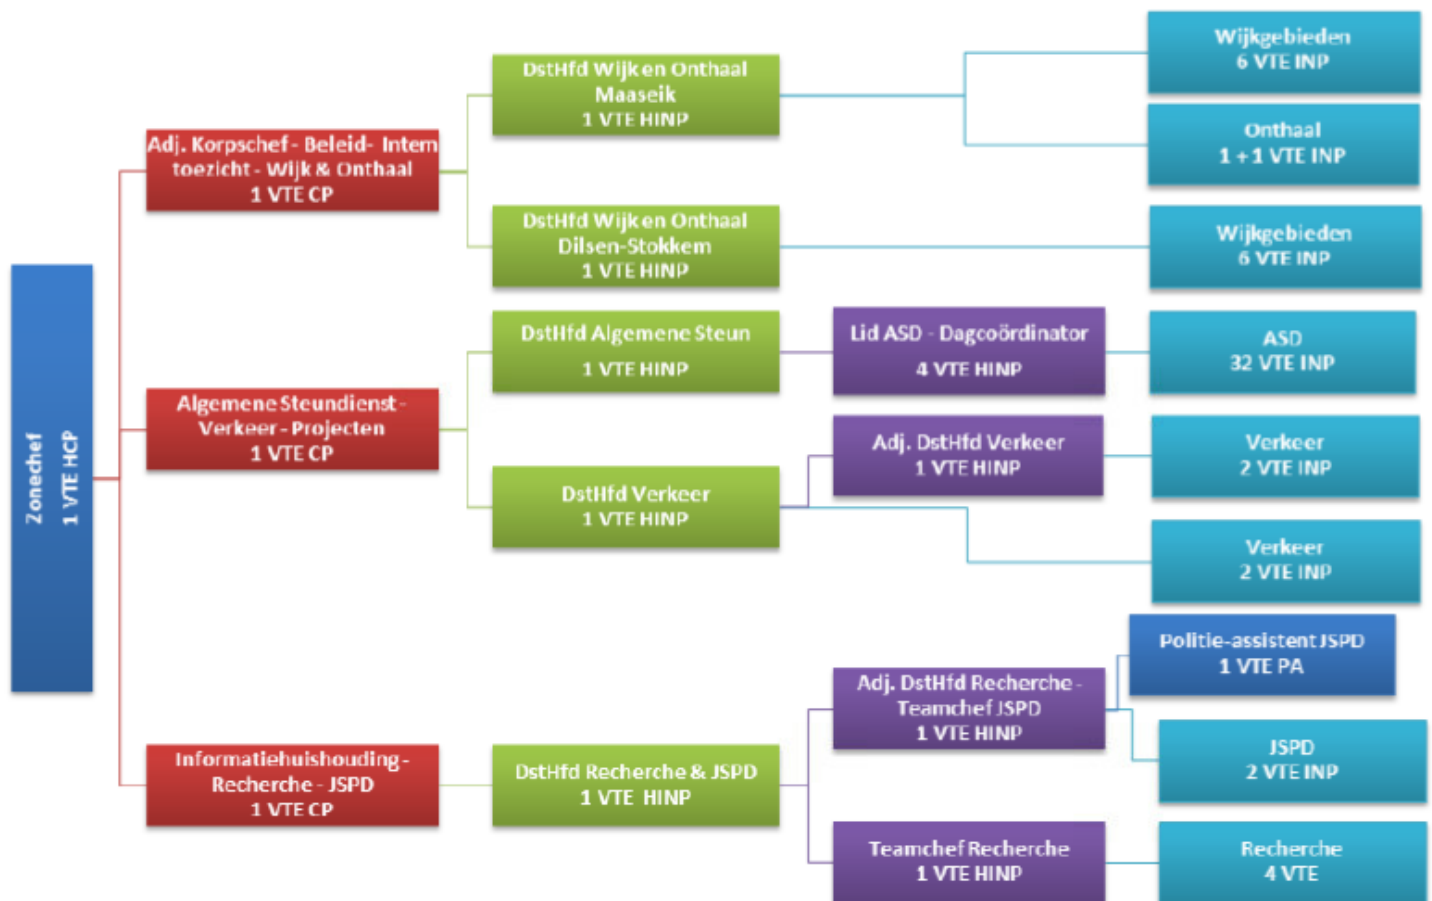 Zonechef
1 VTE HCP
Adj. Korpschef - Beleid- Intern
toezicht - Wijk & Onthaal
1 VTE CP
DstHfd Wijk en Onthaal
Maaseik
1 VTE HINP
Wijkgebieden
6 VTE INP
Onthaal
1 + 1 VTE INP
DstHfd Wijk en Onthaal
Dilsen-Stokkem
1 VTE HINP
Wijkgebieden
6 VTE INP
Algemene Steundienst -
Verkeer - Projecten
1 VTE CP
DstHfd Algemene Steun
1 VTE HINP
Lid ASD - Dagcoördinator
4 VTE HINP
ASD
32 VTE INP
DstHfd Verkeer
1 VTE HINP
Adj. DstHfd Verkeer
1 VTE HINP
Verkeer
2 VTE INP
Verkeer
2 VTE INP
Informatiehuishouding -
Recherche - JSPD
1 VTE CP
DstHfd Recherche & JSPD
1 VTE HINP
Adj. DstHfd Recherche -
Teamchef JSPD
1 VTE HINP
Politie-assistent JSPD
1 VTE PA
JSPD
2 VTE INP
Teamchef Recherche
1 VTE HINP
Recherche
4 VTE